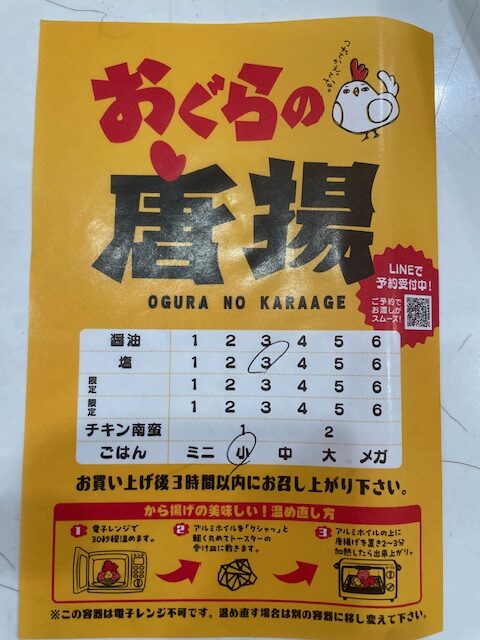 おぐらの
唐揚
OGURA NO KARAAGE
LINEで
予約受付中!
ご予約で
お渡しが
スムーズ!
醤油 1 2 3 4 5 6
塩 1 2 3 4 5 6
限定 1 2 3 4 5 6
限定 1 2 3 4 5 6
チキン南蛮 1 2
ごはん ミニ 小 中 大 メガ
お買い上げ後3時間以内にお召し上がり下さい。
から揚げの美味しい!温め直し方
1 電子レンジで
30秒程温めます。
2 アルミホイルを「クシャッ」と
軽く丸めてトースターの
受け皿に敷きます。
3 アルミホイルの上に
唐揚げを置き2~3分
加熱したら出来上がり。
※この容器は電子レンジ不可です。温め直す場合は別の容器に移し変えて下さい。